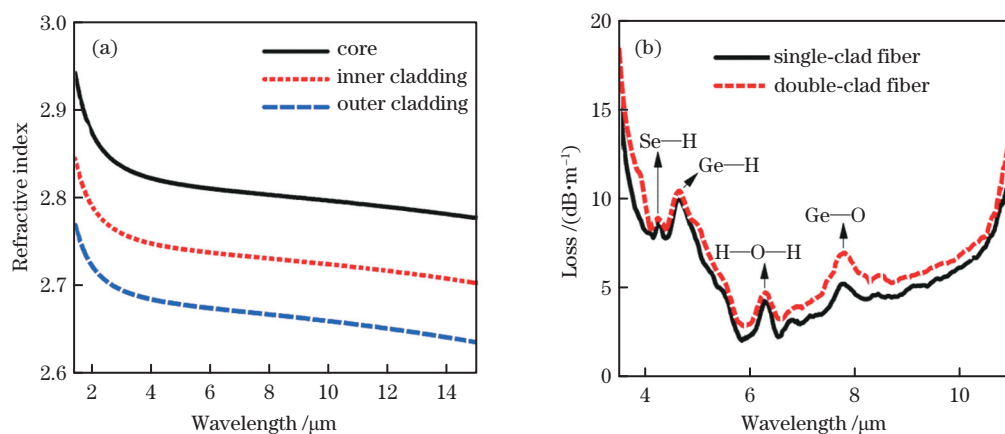 (a)
core
inner cladding
outer cladding
3.0
2.9
2.8
2.7
2.6
Refractive index
2 4 6 8 10 12 14
Wavelength /μm
(b)
single-clad fiber
double-clad fiber
20
15
10
5
0
Loss /(dB·m⁻¹)
Se—H
Ge—H
H—O—H
Ge—O
4 6 8 10
Wavelength /μm